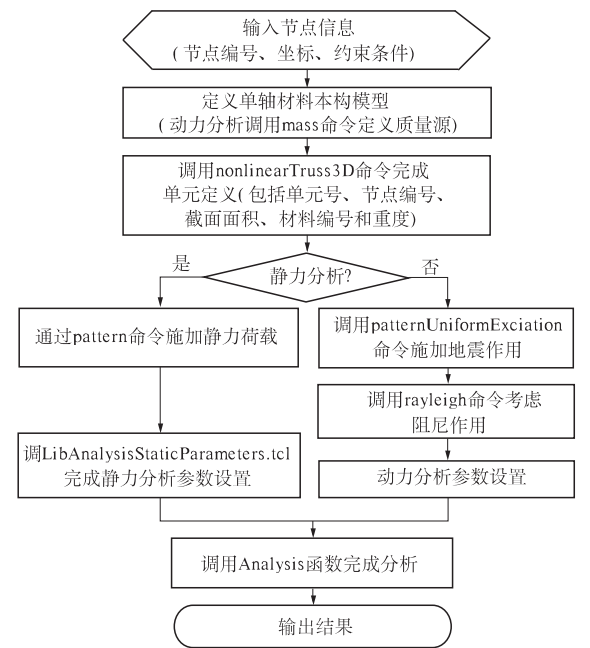 输入节点信息
(节点编号、坐标、约束条件)
定义单轴材料本构模型
(动力分析调用mass命令定义质量源)
调用nonlinearTruss3D命令完成
单元定义(包括单元号、节点编号、
截面面积、材料编号和重度)
静力分析?
是
否
通过pattern命令施加静力荷载
调用patternUniformExciation
命令施加地震作用
调用rayleigh命令考虑
阻尼作用
调LibAnalysisStaticParameters.tcl
完成静力分析参数设置
动力分析参数设置
调用Analysis函数完成分析
输出结果